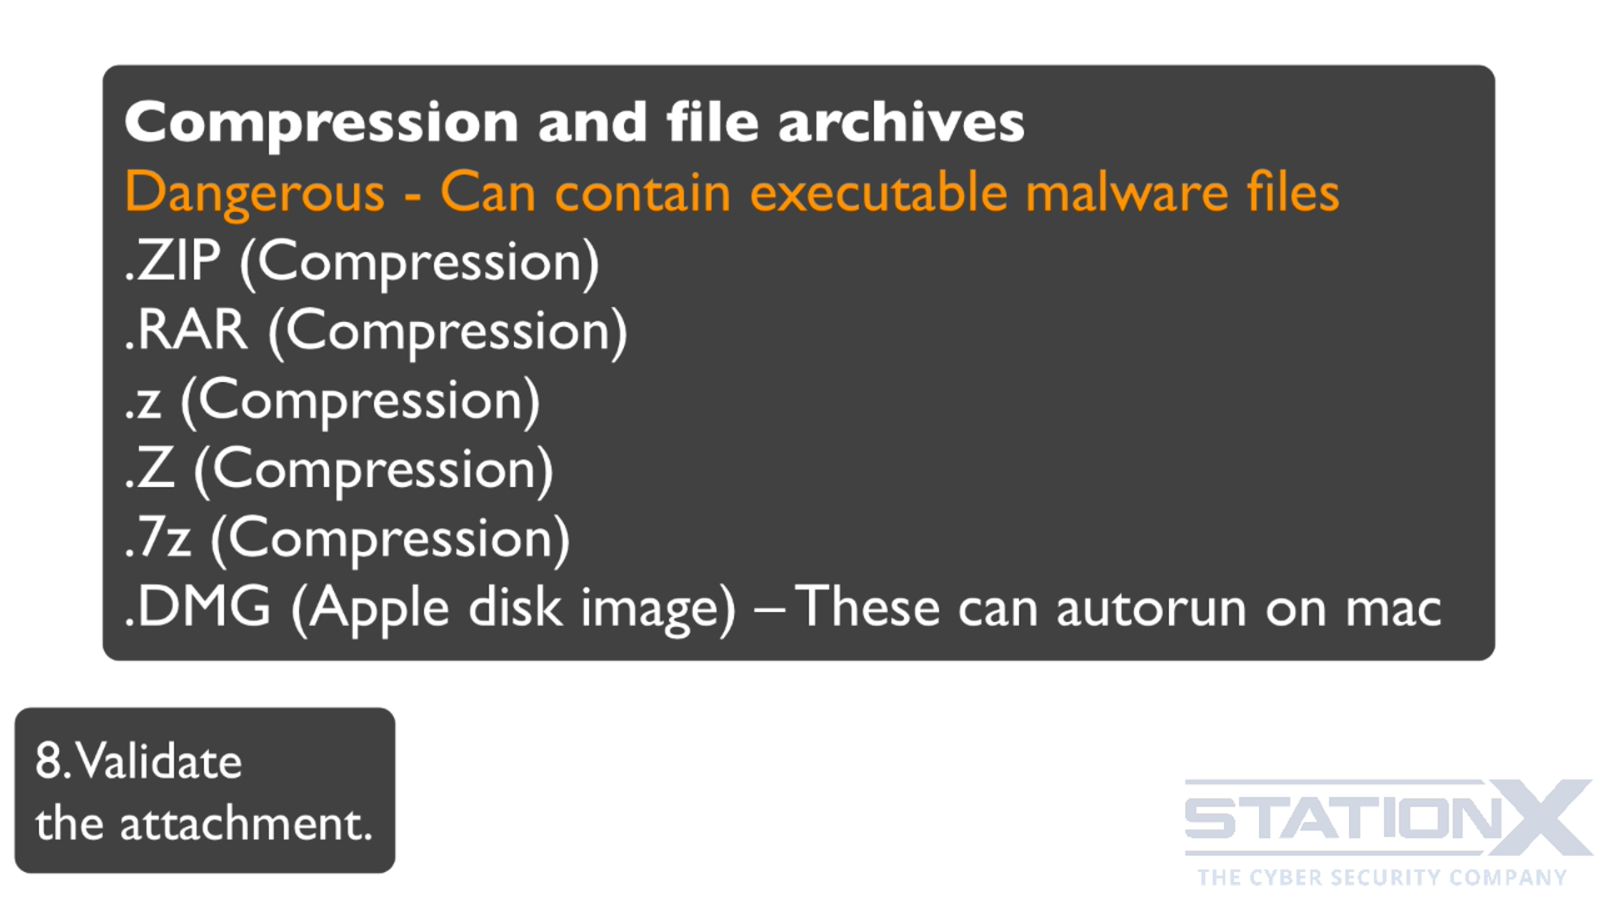 Compression and file archives
Dangerous - Can contain executable malware files
.ZIP (Compression)
.RAR (Compression)
.z (Compression)
.Z (Compression)
.7z (Compression)
.DMG (Apple disk image) – These can autorun on mac
8. Validate
the attachment.
STATIONX
THE CYBER SECURITY COMPANY